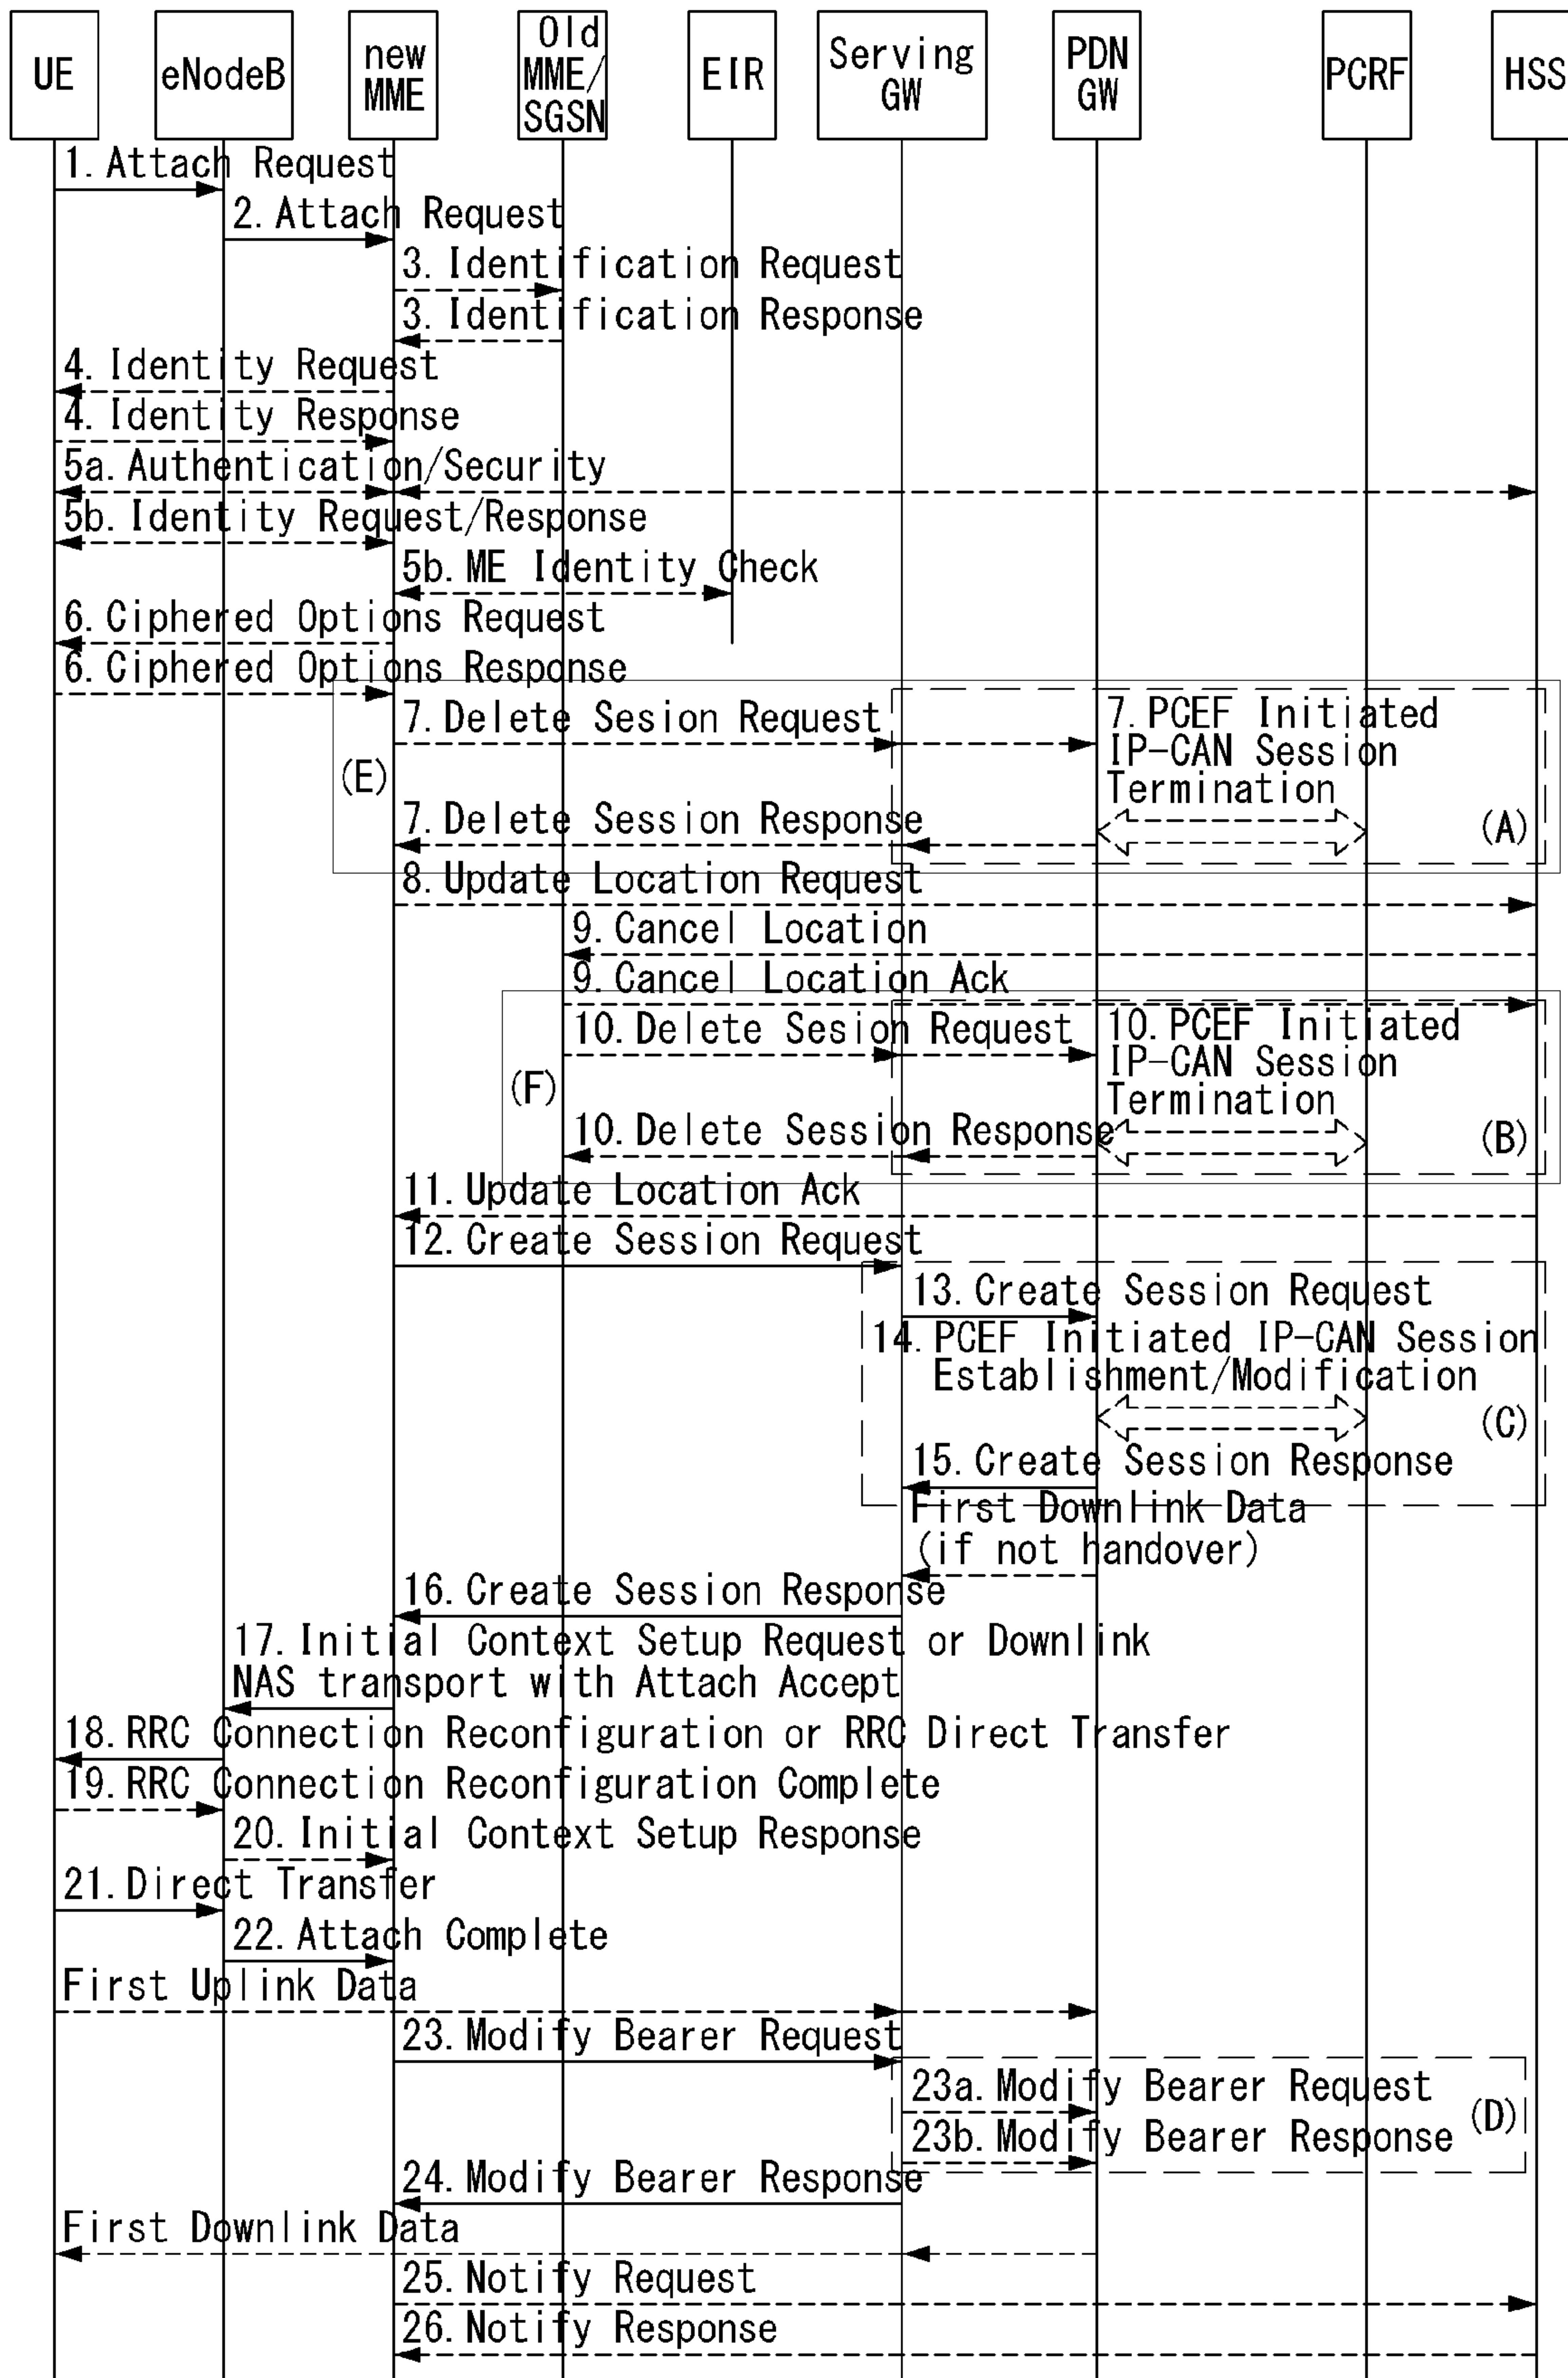 UE
eNodeB
new
MME
Old
MME/
SGSN
EIR
Serving
GW
PDN
GW
PCRF
HSS
1. Attach Request
2. Attach Request
3. Identification Request
3. Identification Response
4. Identity Request
4. Identity Response
5a. Authentication/Security
5b. Identity Request/Response
5b. ME Identity Check
6. Ciphered Options Request
6. Ciphered Options Response
7. Delete Sesion Request
7. PCEF Initiated
IP-CAN Session
Termination
(E)
7. Delete Session Response
(A)
8. Update Location Request
9. Cancel Location
9. Cancel Location Ack
10. Delete Sesion Request
10. PCEF Initiated
IP-CAN Session
Termination
(F)
10. Delete Session Response
(B)
11. Update Location Ack
12. Create Session Request
13. Create Session Request
14. PCEF Initiated IP-CAN Session
Establishment/Modification
(C)
15. Create Session Response
First Downlink Data
(if not handover)
16. Create Session Response
17. Initial Context Setup Request or Downlink
NAS transport with Attach Accept
18. RRC Connection Reconfiguration or RRC Direct Transfer
19. RRC Connection Reconfiguration Complete
20. Initial Context Setup Response
21. Direct Transfer
22. Attach Complete
First Uplink Data
23. Modify Bearer Request
23a. Modify Bearer Request
(D)
23b. Modify Bearer Response
24. Modify Bearer Response
First Downlink Data
25. Notify Request
26. Notify Response